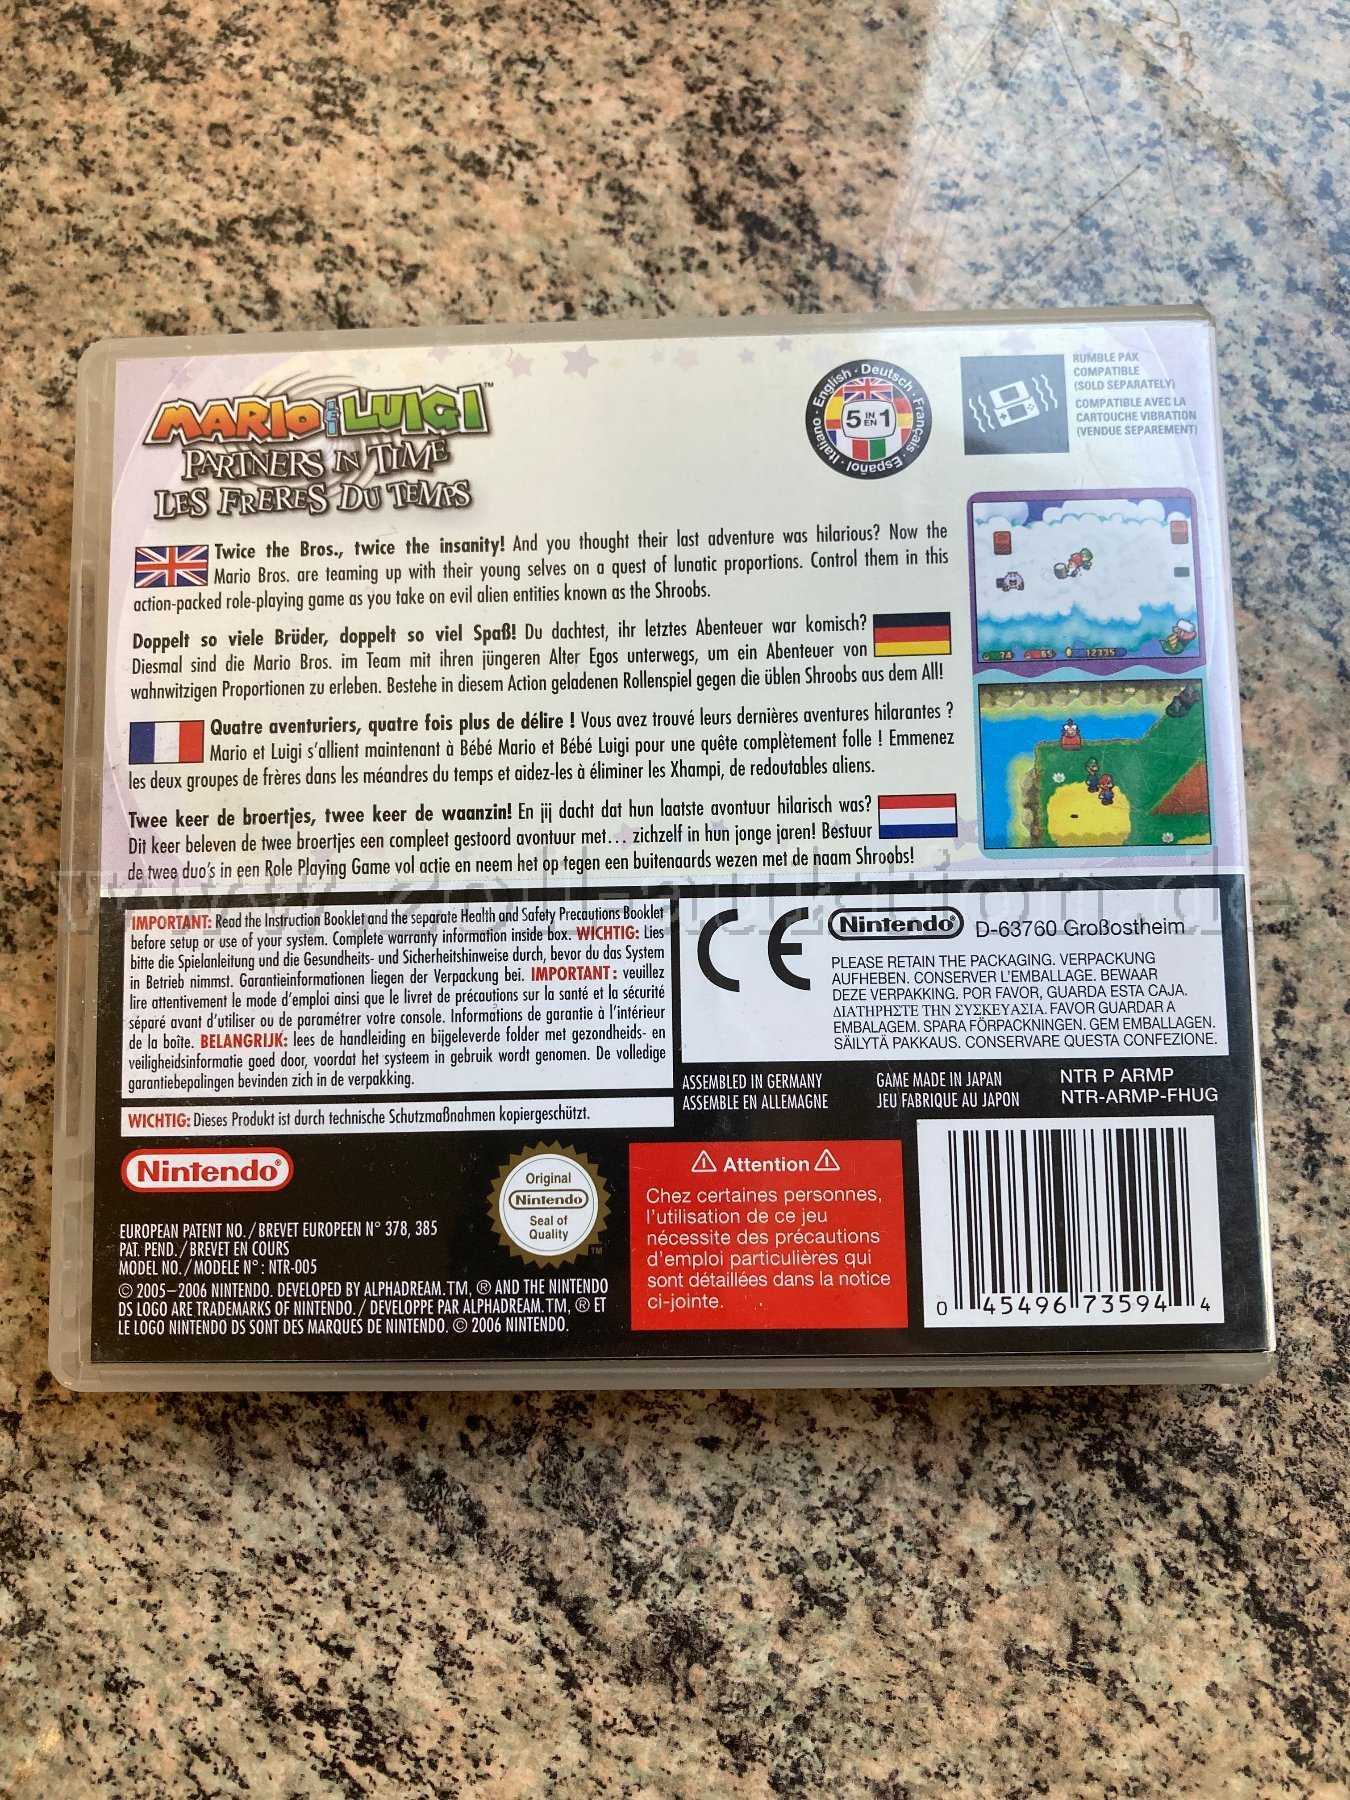 MARIO & LUIGI™
PARTNERS IN TIME
LES FRÈRES DU TEMPS
English · Deutsch · Français · Español · Italiano
5 IN EN 1
RUMBLE PAK
COMPATIBLE
(SOLD SEPARATELY)
COMPATIBLE AVEC LA
CARTOUCHE VIBRATION
(VENDUE SEPAREMENT)
Twice the Bros., twice the insanity! And you thought their last adventure was hilarious? Now the
Mario Bros. are teaming up with their young selves on a quest of lunatic proportions. Control them in this
action-packed role-playing game as you take on evil alien entities known as the Shroobs.
Doppelt so viele Brüder, doppelt so viel Spaß! Du dachtest, ihr letztes Abenteuer war komisch?
Diesmal sind die Mario Bros. im Team mit ihren jüngeren Alter Egos unterwegs, um ein Abenteuer von
wahnwitzigen Proportionen zu erleben. Bestehe in diesem Action geladenen Rollenspiel gegen die üblen Shroobs aus dem All!
Quatre aventuriers, quatre fois plus de délire ! Vous avez trouvé leurs dernières aventures hilarantes ?
Mario et Luigi s'allient maintenant à Bébé Mario et Bébé Luigi pour une quête complètement folle ! Emmenez
les deux groupes de frères dans les méandres du temps et aidez-les à éliminer les Xhampi, de redoutables aliens.
Twee keer de broertjes, twee keer de waanzin! En jij dacht dat hun laatste avontuur hilarisch was?
Dit keer beleven de twee broertjes een compleet gestoord avontuur met... zichzelf in hun jonge jaren! Bestuur
de twee duo's in een Role Playing Game vol actie en neem het op tegen een buitenaards wezen met de naam Shroobs!
74 65 12335
www.zoll-auktion.de
IMPORTANT: Read the Instruction Booklet and the separate Health and Safety Precautions Booklet
before setup or use of your system. Complete warranty information inside box. WICHTIG: Lies
bitte die Spielanleitung und die Gesundheits- und Sicherheitshinweise durch, bevor du das System
in Betrieb nimmst. Garantieinformationen liegen der Verpackung bei. IMPORTANT : veuillez
lire attentivement le mode d'emploi ainsi que le livret de précautions sur la santé et la sécurité
séparé avant d'utiliser ou de paramétrer votre console. Informations de garantie à l'intérieur
de la boîte. BELANGRIJK: lees de handleiding en bijgeleverde folder met gezondheids- en
veiligheidsinformatie goed door, voordat het systeem in gebruik wordt genomen. De volledige
garantiebepalingen bevinden zich in de verpakking.
WICHTIG: Dieses Produkt ist durch technische Schutzmaßnahmen kopiergeschützt.
CE
Nintendo® D-63760 Großostheim
PLEASE RETAIN THE PACKAGING. VERPACKUNG
AUFHEBEN. CONSERVER L'EMBALLAGE. BEWAAR
DEZE VERPAKKING. POR FAVOR, GUARDA ESTA CAJA.
ΔΙΑΤΗΡΗΣΤΕ ΤΗΝ ΣΥΣΚΕΥΑΣΙΑ. FAVOR GUARDAR A
EMBALAGEM. SPARA FÖRPACKNINGEN. GEM EMBALLAGEN.
SÄILYTÄ PAKKAUS. CONSERVARE QUESTA CONFEZIONE.
ASSEMBLED IN GERMANY
ASSEMBLE EN ALLEMAGNE
GAME MADE IN JAPAN
JEU FABRIQUE AU JAPON
NTR P ARMP
NTR-ARMP-FHUG
Nintendo®
EUROPEAN PATENT NO./BREVET EUROPEEN N° 378, 385
PAT. PEND./BREVET EN COURS
MODEL NO./MODELE N° : NTR-005
© 2005–2006 NINTENDO. DEVELOPED BY ALPHADREAM.TM, ® AND THE NINTENDO
DS LOGO ARE TRADEMARKS OF NINTENDO./ DEVELOPPE PAR ALPHADREAM.TM, ® ET
LE LOGO NINTENDO DS SONT DES MARQUES DE NINTENDO. © 2006 NINTENDO.
Original
Nintendo®
Seal of
Quality
TM
⚠ Attention ⚠
Chez certaines personnes,
l'utilisation de ce jeu
nécessite des précautions
d'emploi particulières qui
sont détaillées dans la notice
ci-jointe.
0 45496 73594 4